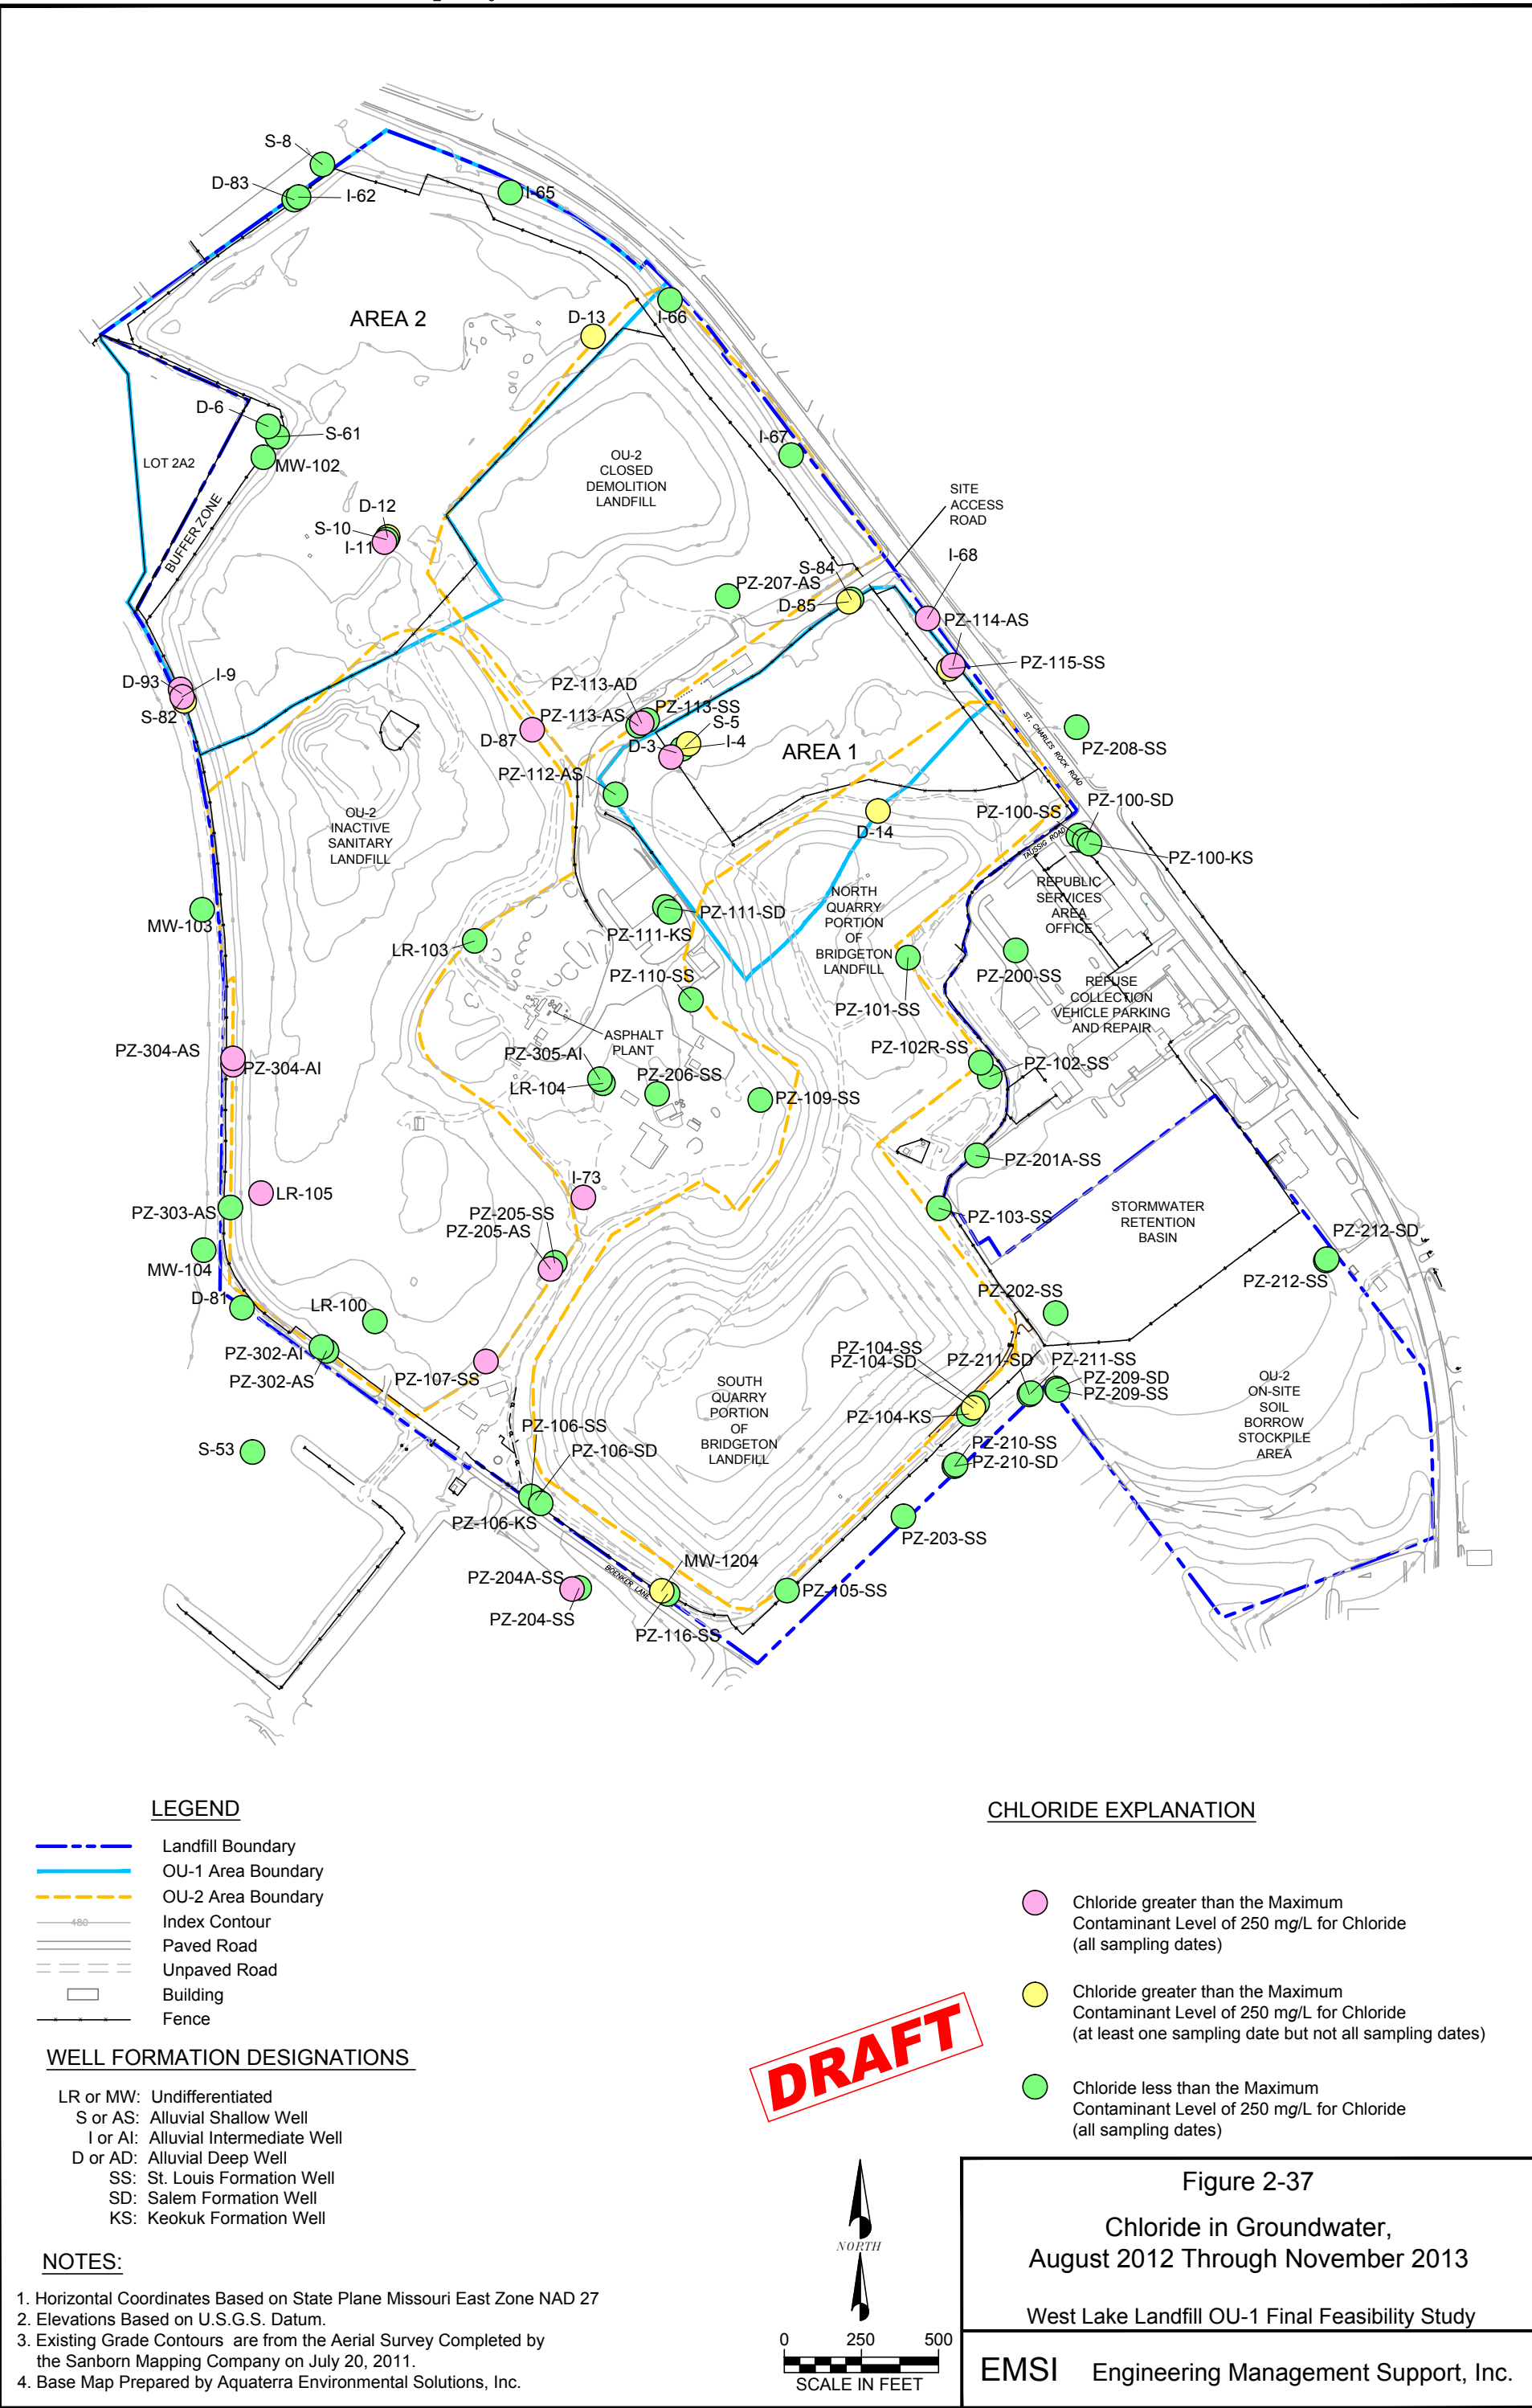 S-8
D-83
I-62
I-65
AREA 2
D-13
I-66
D-6
S-61
LOT 2A2
MW-102
BUFFER ZONE
OU-2
CLOSED
DEMOLITION
LANDFILL
I-67
SITE
ACCESS
ROAD
D-12
S-10
I-11
I-68
S-84
PZ-207-AS
D-85
PZ-114-AS
PZ-115-SS
D-93
I-9
S-82
PZ-113-AD
PZ-113-SS
PZ-113-AS
S-5
D-87
D-3
I-4
AREA 1
ST. CHARLES ROCK ROAD
PZ-208-SS
PZ-112-AS
OU-2
INACTIVE
SANITARY
LANDFILL
D-14
PZ-100-SS
PZ-100-SD
TAUSSIG ROAD
PZ-100-KS
NORTH
QUARRY
PORTION
OF
BRIDGETON
LANDFILL
REPUBLIC
SERVICES
AREA
OFFICE
MW-103
PZ-111-SD
PZ-111-KS
LR-103
PZ-110-SS
PZ-200-SS
PZ-101-SS
REFUSE
COLLECTION
VEHICLE PARKING
AND REPAIR
ASPHALT
PLANT
PZ-304-AS
PZ-304-AI
PZ-305-AI
LR-104
PZ-206-SS
PZ-102R-SS
PZ-102-SS
PZ-109-SS
PZ-201A-SS
I-73
LR-105
PZ-303-AS
PZ-205-SS
PZ-205-AS
PZ-103-SS
STORMWATER
RETENTION
BASIN
PZ-212-SD
PZ-212-SS
MW-104
D-81
LR-100
PZ-202-SS
PZ-302-AI
PZ-302-AS
PZ-107-SS
PZ-104-SS
PZ-104-SD
PZ-211-SD
PZ-211-SS
PZ-209-SD
PZ-209-SS
PZ-104-KS
SOUTH
QUARRY
PORTION
OF
BRIDGETON
LANDFILL
OU-2
ON-SITE
SOIL
BORROW
STOCKPILE
AREA
S-53
PZ-106-SS
PZ-106-SD
PZ-106-KS
PZ-210-SS
PZ-210-SD
PZ-203-SS
MW-1204
BOENKER LANE
PZ-204A-SS
PZ-204-SS
PZ-116-SS
PZ-105-SS
LEGEND
Landfill Boundary
OU-1 Area Boundary
OU-2 Area Boundary
480
Index Contour
Paved Road
Unpaved Road
Building
Fence
WELL FORMATION DESIGNATIONS
LR or MW: Undifferentiated
S or AS: Alluvial Shallow Well
I or AI: Alluvial Intermediate Well
D or AD: Alluvial Deep Well
SS: St. Louis Formation Well
SD: Salem Formation Well
KS: Keokuk Formation Well
NOTES:
1. Horizontal Coordinates Based on State Plane Missouri East Zone NAD 27
2. Elevations Based on U.S.G.S. Datum.
3. Existing Grade Contours are from the Aerial Survey Completed by
the Sanborn Mapping Company on July 20, 2011.
4. Base Map Prepared by Aquaterra Environmental Solutions, Inc.
CHLORIDE EXPLANATION
Chloride greater than the Maximum
Contaminant Level of 250 mg/L for Chloride
(all sampling dates)
Chloride greater than the Maximum
Contaminant Level of 250 mg/L for Chloride
(at least one sampling date but not all sampling dates)
Chloride less than the Maximum
Contaminant Level of 250 mg/L for Chloride
(all sampling dates)
DRAFT
NORTH
0 250 500
SCALE IN FEET
Figure 2-37
Chloride in Groundwater,
August 2012 Through November 2013
West Lake Landfill OU-1 Final Feasibility Study
EMSI Engineering Management Support, Inc.